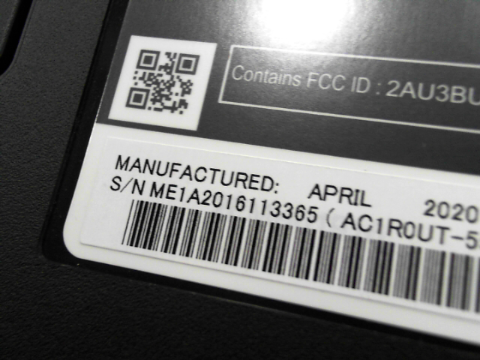 Contains FCC ID : 2AU3BU
MANUFACTURED: APRIL 2020
S/N ME1A2016113365 ( AC1R0UT-5